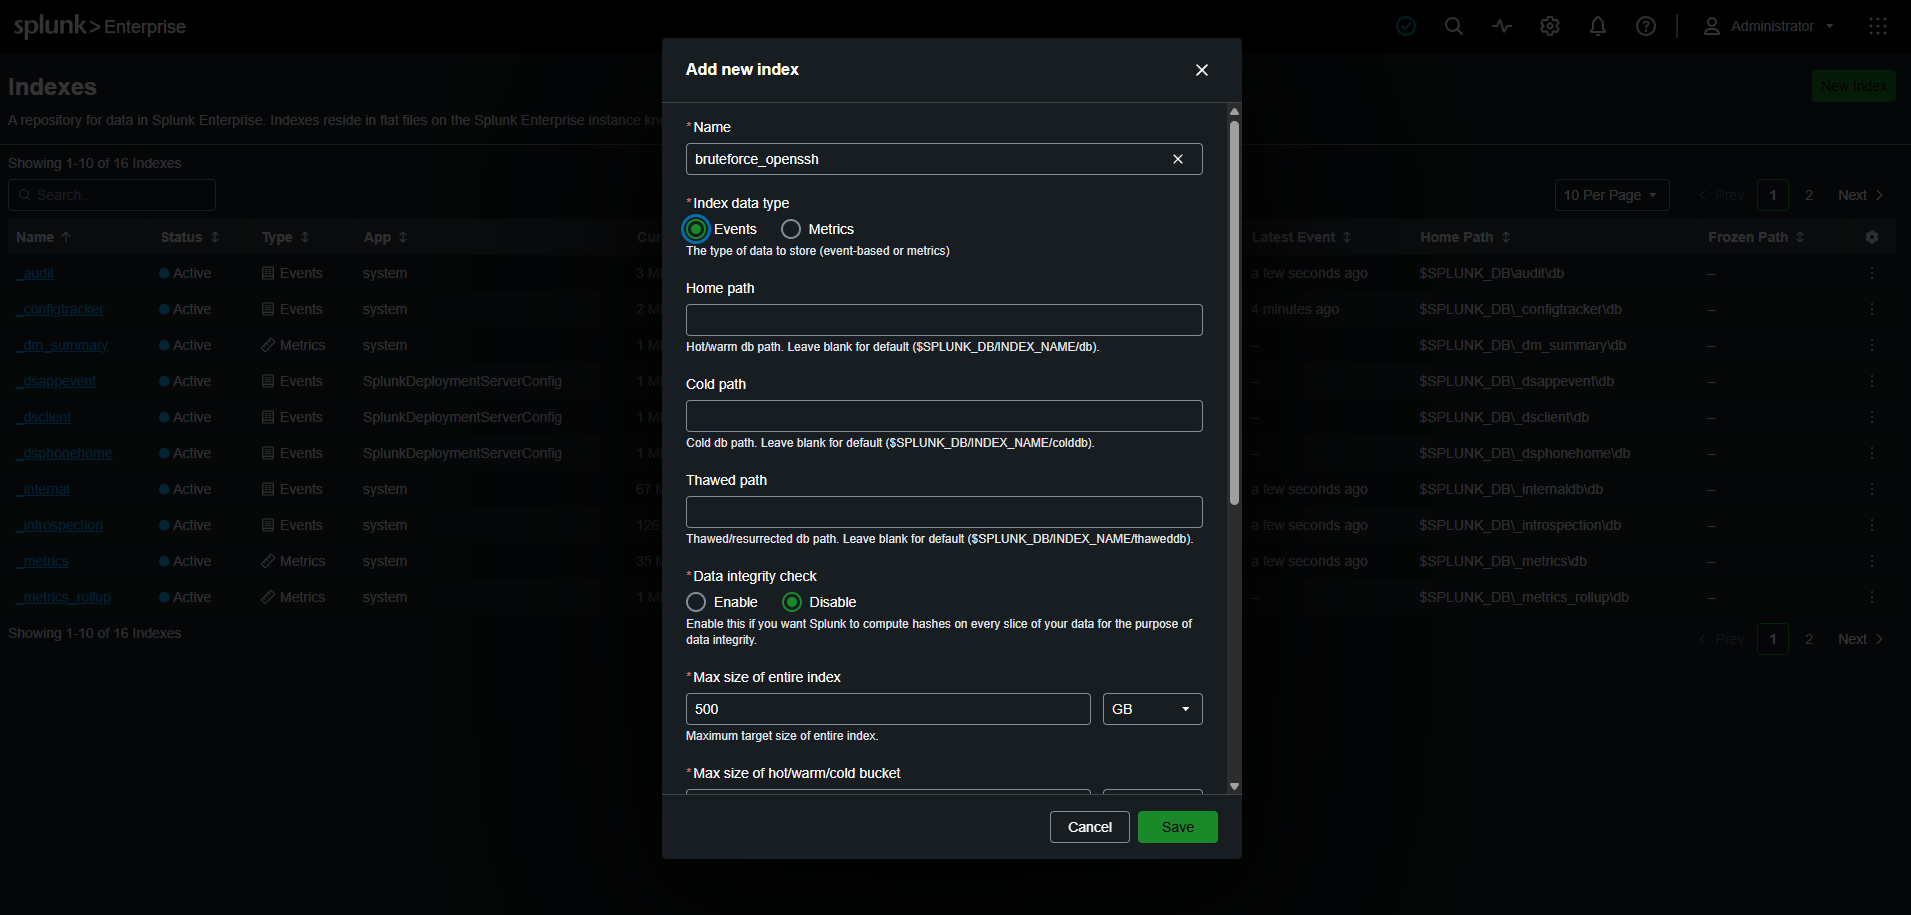 splunk>Enterprise
Administrator
Indexes
New Index
A repository for data in Splunk Enterprise. Indexes reside in flat files on the Splunk Enterprise instance
Showing 1-10 of 16 Indexes
Search...
10 Per Page
Prev 1 2 Next
Name Status Type App Latest Event Home Path Frozen Path
_audit Active Events system 3 a few seconds ago $SPLUNK_DB\audit\db –
_configtracker Active Events system 2 4 minutes ago $SPLUNK_DB\_configtracker\db –
_dm_summary Active Metrics system 1 – $SPLUNK_DB\_dm_summary\db –
_dsappevent Active Events SplunkDeploymentServerConfig 1 – $SPLUNK_DB\_dsappevent\db –
_dsclient Active Events SplunkDeploymentServerConfig 1 – $SPLUNK_DB\_dsclient\db –
_dsphonehome Active Events SplunkDeploymentServerConfig 1 – $SPLUNK_DB\_dsphonehome\db –
_internal Active Events system 67 a few seconds ago $SPLUNK_DB\_internaldb\db –
_introspection Active Events system 126 a few seconds ago $SPLUNK_DB\_introspection\db –
_metrics Active Metrics system 35 a few seconds ago $SPLUNK_DB\_metrics\db –
_metrics_rollup Active Metrics system 1 – $SPLUNK_DB\_metrics_rollup\db –
Showing 1-10 of 16 Indexes
Prev 1 2 Next
Add new index
*Name
bruteforce_openssh
*Index data type
Events Metrics
The type of data to store (event-based or metrics)
Home path
Hot/warm db path. Leave blank for default ($SPLUNK_DB/INDEX_NAME/db).
Cold path
Cold db path. Leave blank for default ($SPLUNK_DB/INDEX_NAME/colddb).
Thawed path
Thawed/resurrected db path. Leave blank for default ($SPLUNK_DB/INDEX_NAME/thaweddb).
*Data integrity check
Enable Disable
Enable this if you want Splunk to compute hashes on every slice of your data for the purpose of
data integrity.
*Max size of entire index
500 GB
Maximum target size of entire index.
*Max size of hot/warm/cold bucket
Cancel Save